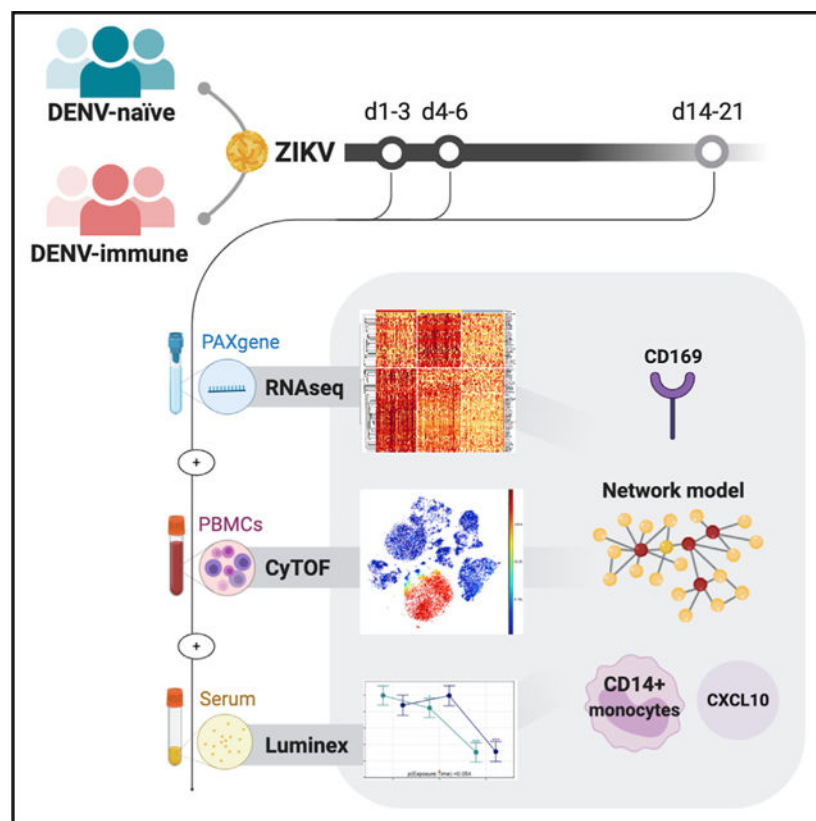 DENV-naïve
d1-3
d4-6
d14-21
ZIKV
DENV-immune
PAXgene
RNAseq
CD169
+
Network model
PBMCs
CyTOF
+
Serum
Luminex
CD14+
monocytes
CXCL10